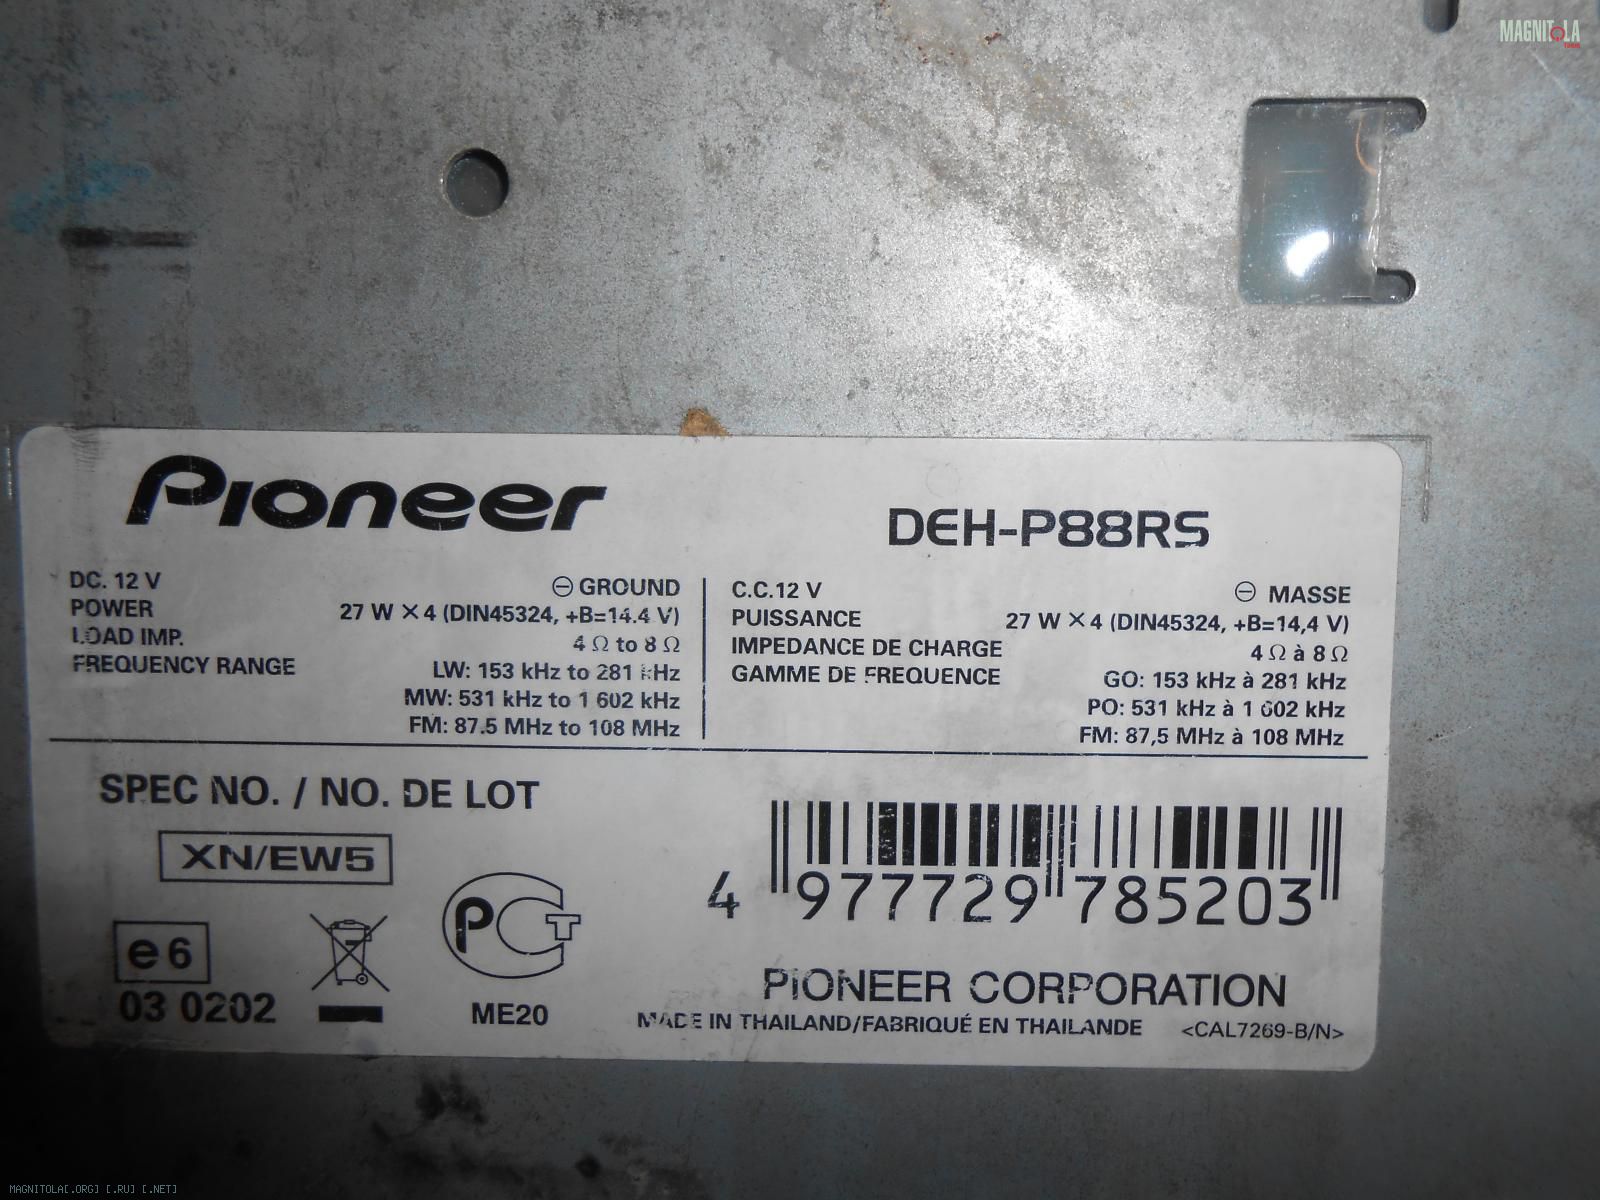 MAGNITOLA
Pioneer
DEH-P88RS
DC. 12 V
⊖ GROUND
POWER
27 W × 4 (DIN45324, +B=14.4 V)
LOAD IMP.
4 Ω to 8 Ω
FREQUENCY RANGE
LW: 153 kHz to 281 kHz
MW: 531 kHz to 1 602 kHz
FM: 87.5 MHz to 108 MHz
C.C.12 V
⊖ MASSE
PUISSANCE
27 W × 4 (DIN45324, +B=14,4 V)
IMPEDANCE DE CHARGE
4 Ω à 8 Ω
GAMME DE FREQUENCE
GO: 153 kHz à 281 kHz
PO: 531 kHz à 1 602 kHz
FM: 87,5 MHz à 108 MHz
SPEC NO. / NO. DE LOT
XN/EW5
e6
03 0202
PCT
ME20
4 977729 785203
PIONEER CORPORATION
MADE IN THAILAND/FABRIQUÉ EN THAILANDE
<CAL7269-B/N>
MAGNITOLA[.ORG] [.RU] [.NET]